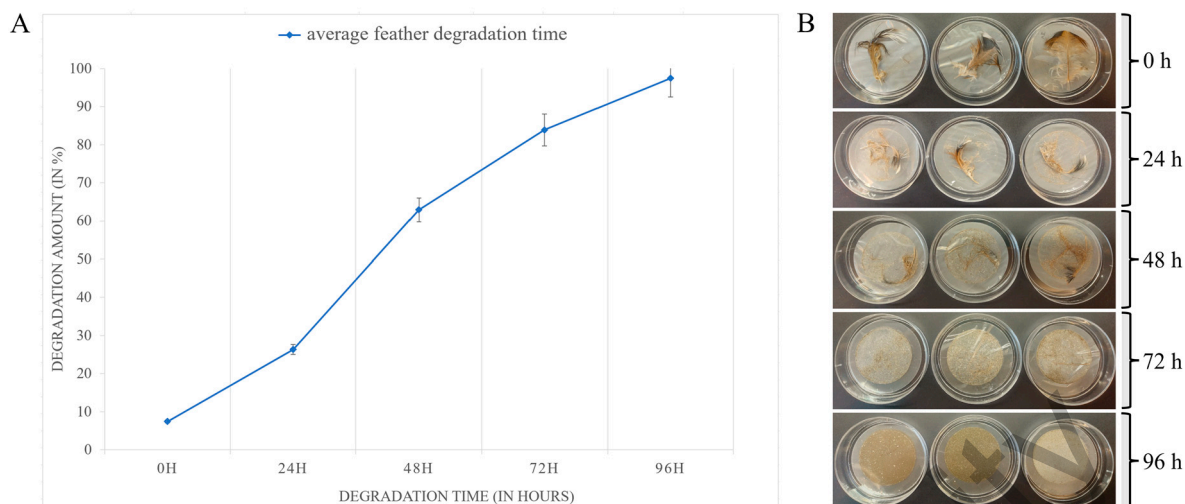 A
average feather degradation time
100
90
80
70
60
50
40
30
20
10
0
DEGRADATION AMOUNT (IN %)
0H
24H
48H
72H
96H
DEGRADATION TIME (IN HOURS)
B
0 h
24 h
48 h
72 h
96 h